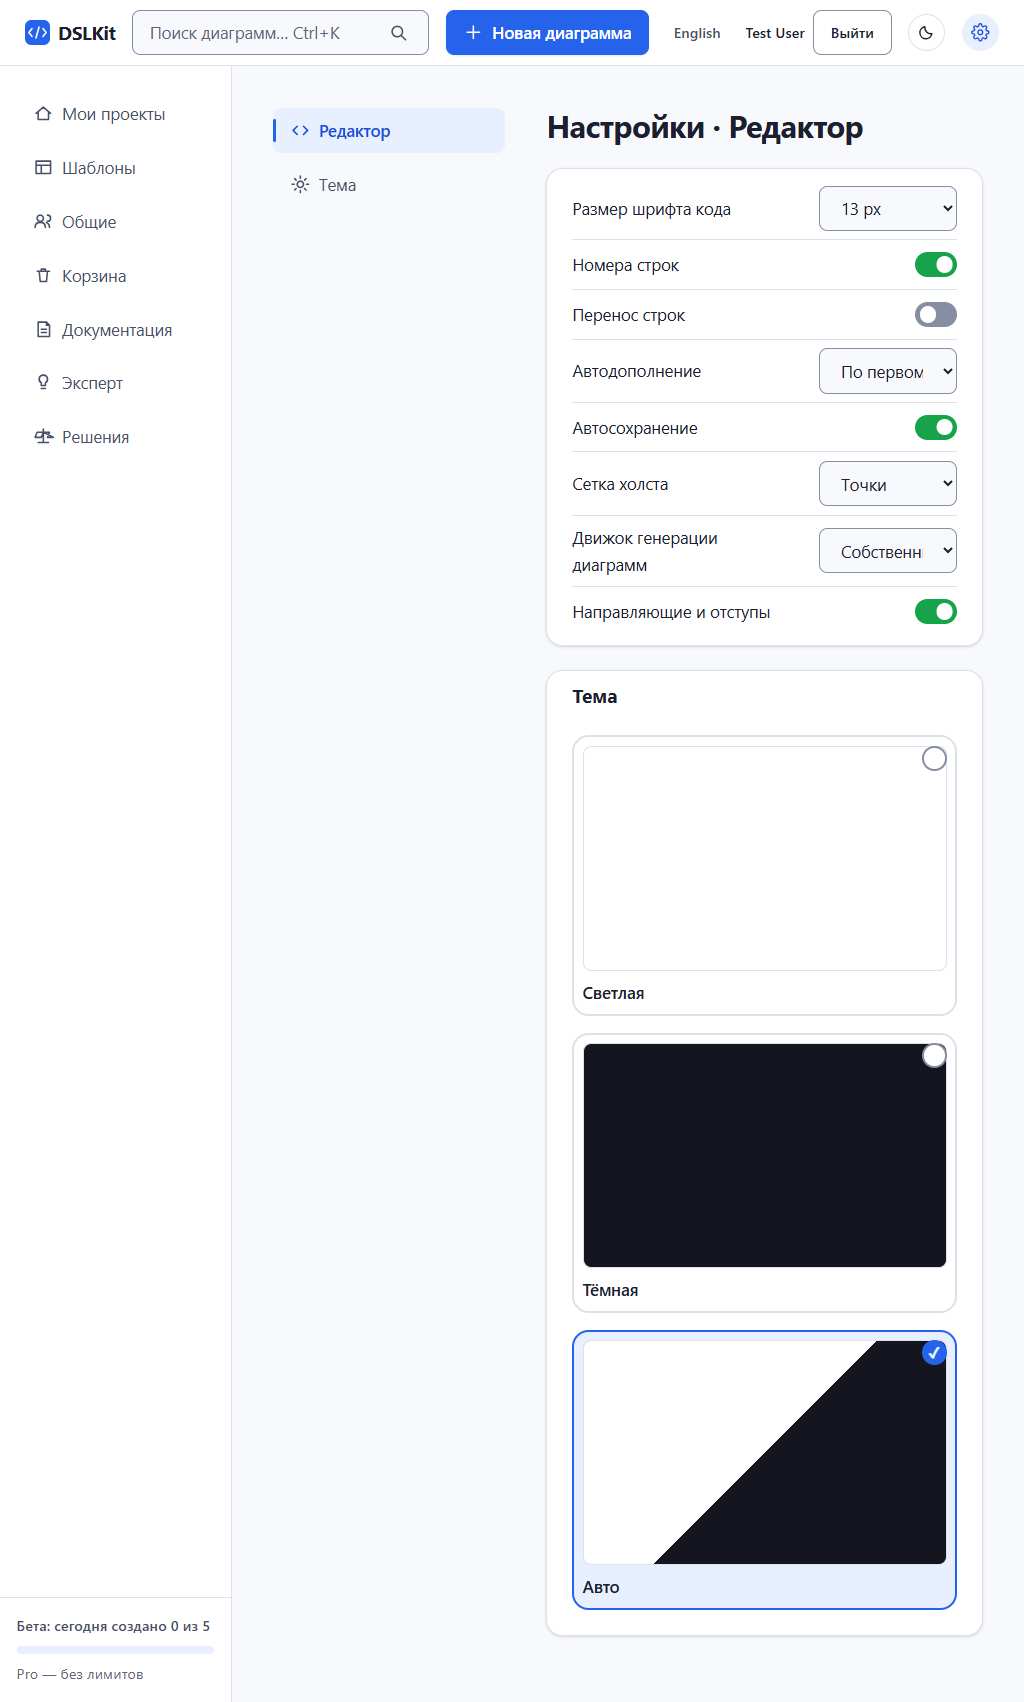 DSLKit
Поиск диаграмм... Ctrl+K
Новая диаграмма
English
Test User
Выйти
Мои проекты
Шаблоны
Общие
Корзина
Документация
Эксперт
Решения
Бета: сегодня создано 0 из 5
Pro — без лимитов
Редактор
Тема
Настройки · Редактор
Размер шрифта кода
13 px
Номера строк
Перенос строк
Автодополнение
По первом
Автосохранение
Сетка холста
Точки
Движок генерации
диаграмм
Собственн
Направляющие и отступы
Тема
Светлая
Тёмная
Авто